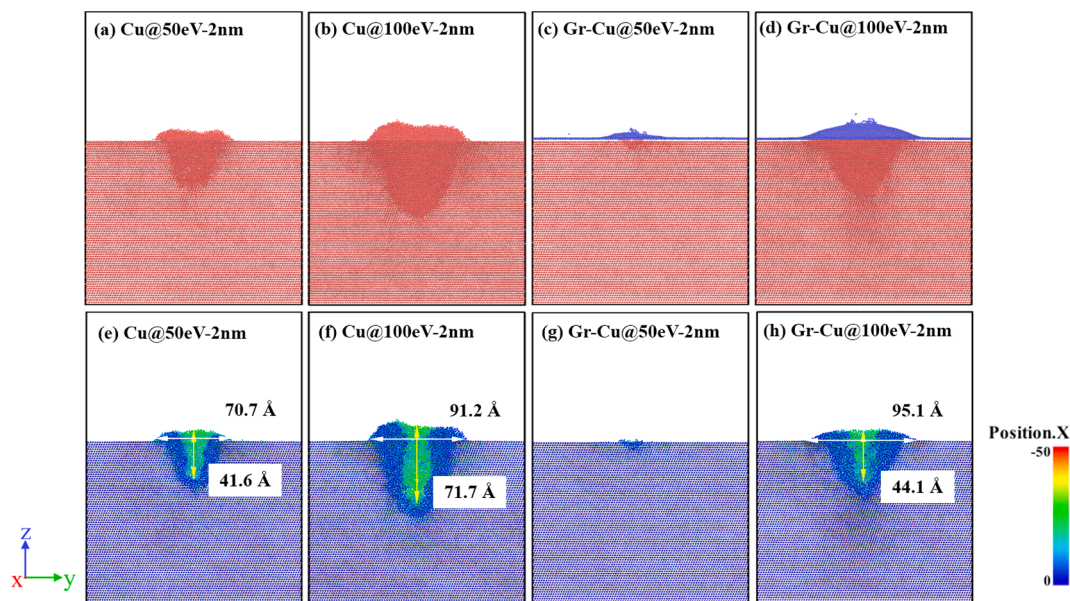 (a) Cu@50eV-2nm
(b) Cu@100eV-2nm
(c) Gr-Cu@50eV-2nm
(d) Gr-Cu@100eV-2nm
(e) Cu@50eV-2nm
(f) Cu@100eV-2nm
(g) Gr-Cu@50eV-2nm
(h) Gr-Cu@100eV-2nm
70.7 Å
41.6 Å
91.2 Å
71.7 Å
95.1 Å
44.1 Å
Position.X
-50
0
z
x
y